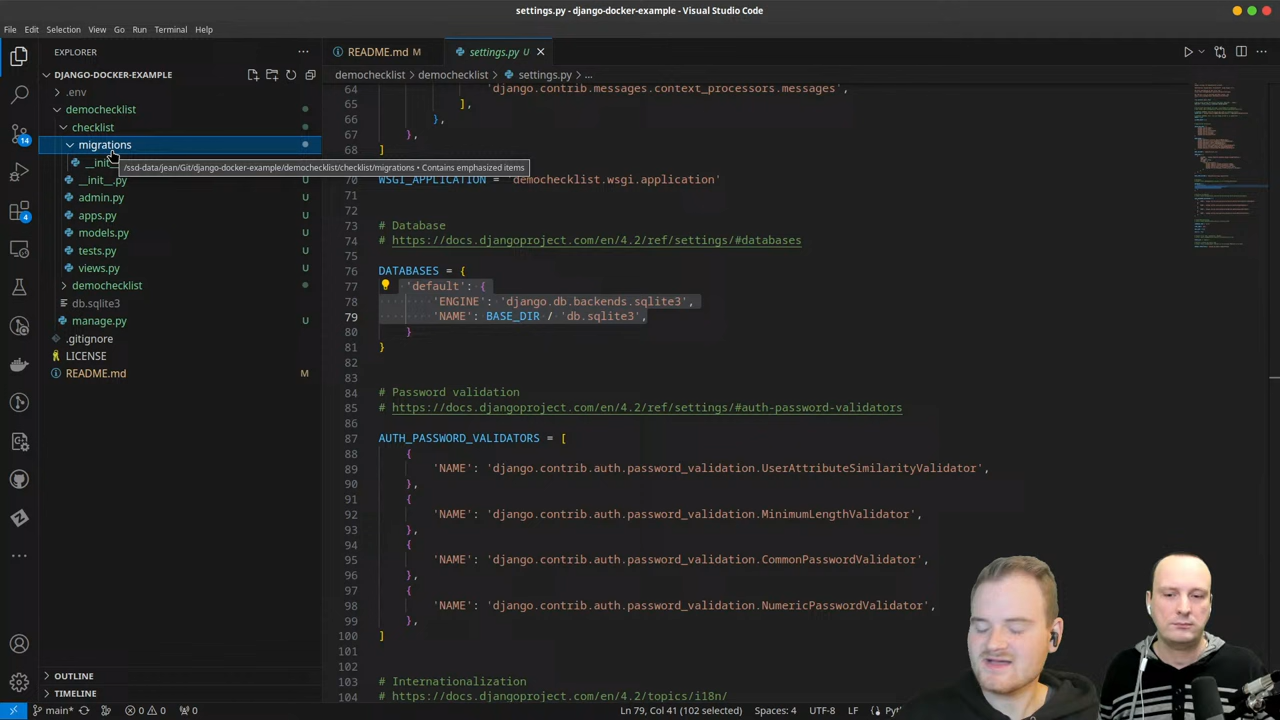 settings.py - django-docker-example - Visual Studio Code
File Edit Selection View Go Run Terminal Help
EXPLORER
DJANGO-DOCKER-EXAMPLE
.env
demochecklist
checklist
migrations
/ssd-data/jean/Git/django-docker-example/demochecklist/checklist/migrations • Contains emphasized items
__init__.py U
admin.py U
apps.py U
models.py U
tests.py U
views.py U
demochecklist
db.sqlite3
manage.py U
.gitignore
LICENSE
README.md M
OUTLINE
TIMELINE
14
4
README.md M
settings.py U
demochecklist > demochecklist > settings.py > ...
64 'django.contrib.messages.context_processors.messages',
65 ],
66 },
67 ]
68
70 WSGI_APPLICATION = 'demochecklist.wsgi.application'
71
72
73 # Database
74 # https://docs.djangoproject.com/en/4.2/ref/settings/#databases
75
76 DATABASES = {
77 'default': {
78 'ENGINE': 'django.db.backends.sqlite3',
79 'NAME': BASE_DIR / 'db.sqlite3',
80 }
81 }
82
83
84 # Password validation
85 # https://docs.djangoproject.com/en/4.2/ref/settings/#auth-password-validators
86
87 AUTH_PASSWORD_VALIDATORS = [
88 {
89 'NAME': 'django.contrib.auth.password_validation.UserAttributeSimilarityValidator',
90 },
91 {
92 'NAME': 'django.contrib.auth.password_validation.MinimumLengthValidator',
93 },
94 {
95 'NAME': 'django.contrib.auth.password_validation.CommonPasswordValidator',
96 },
97 {
98 'NAME': 'django.contrib.auth.password_validation.NumericPasswordValidator',
99 },
100 ]
101
102
103 # Internationalization
104 # https://docs.djangoproject.com/en/4.2/topics/i18n/
main* 0 0 0
Ln 79, Col 41 (102 selected) Spaces: 4 UTF-8 LF